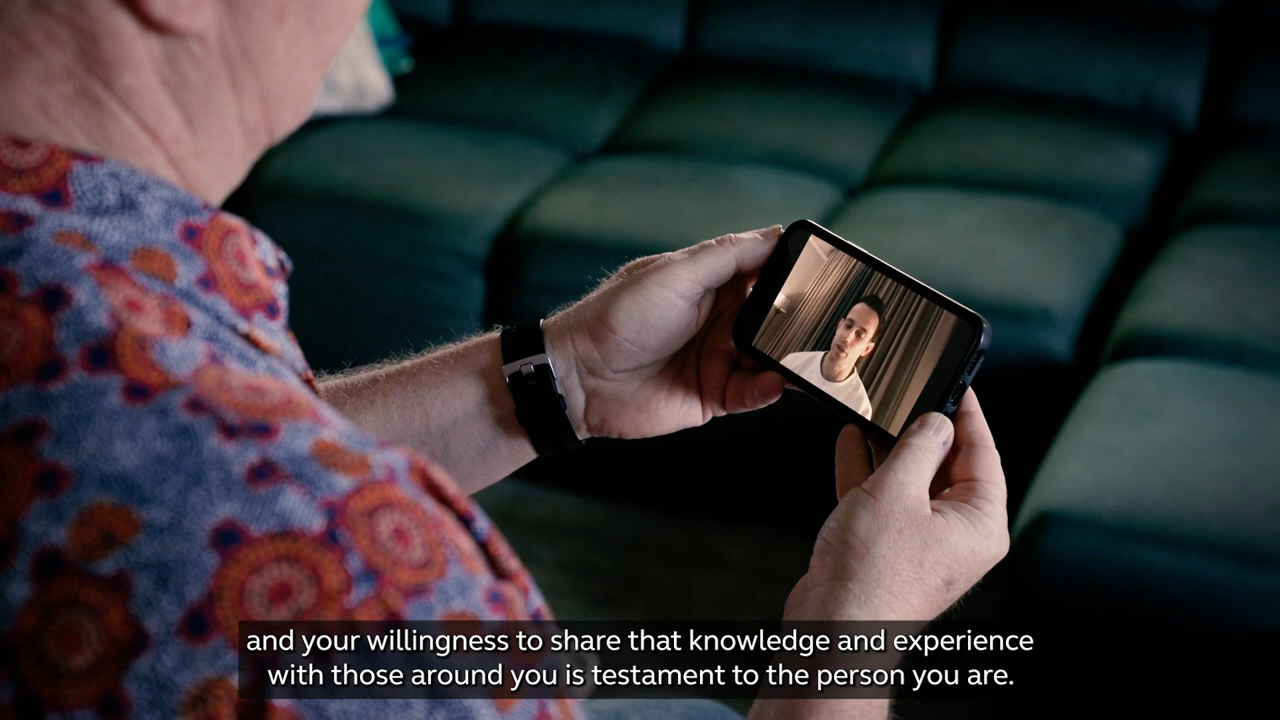 and your willingness to share that knowledge and experience
with those around you is testament to the person you are.